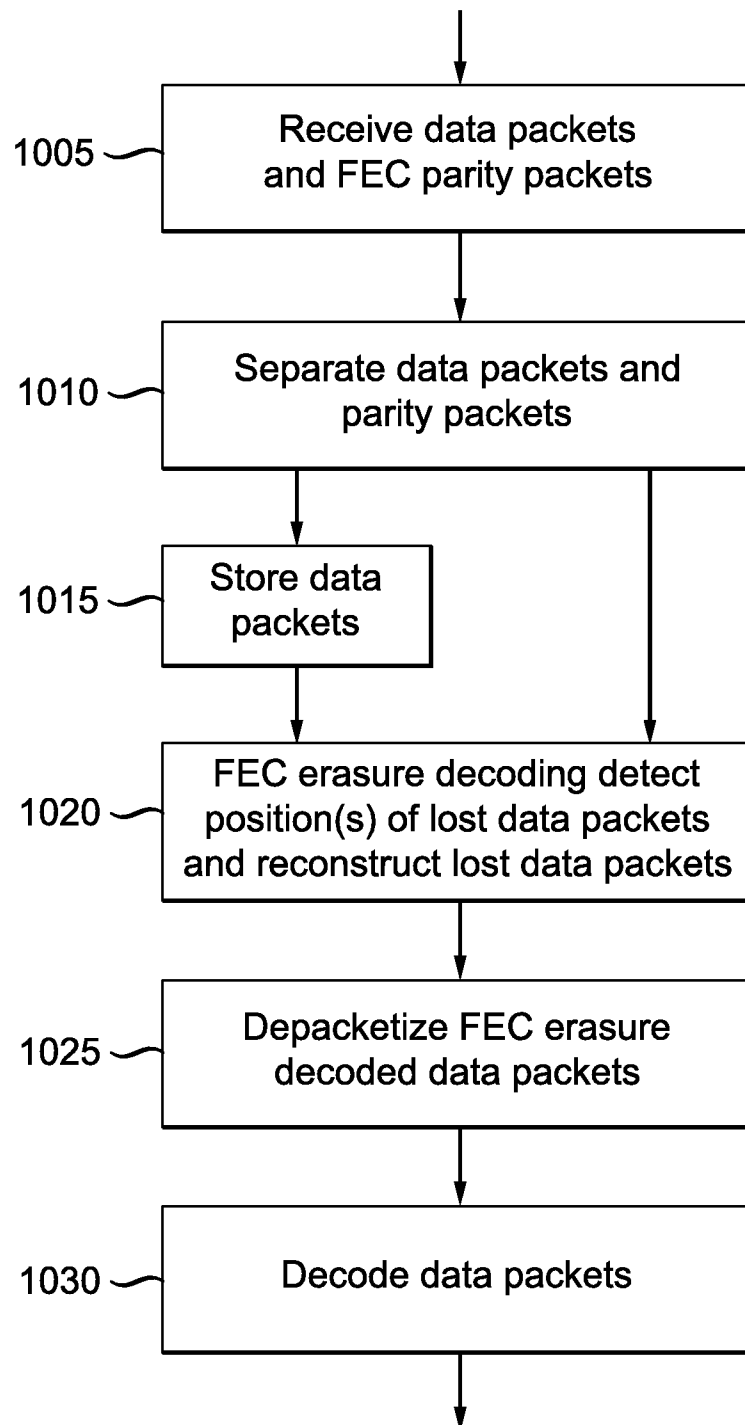 Receive data packets
1005
and FEC parity packets
Separate data packets and
1010
parity packets
Store data
1015
packets
FEC erasure decoding detect
1020
position(s) of lost data packets
and reconstruct lost data packets
Depacketize FEC erasure
1025
decoded data packets
1030
Decode data packets